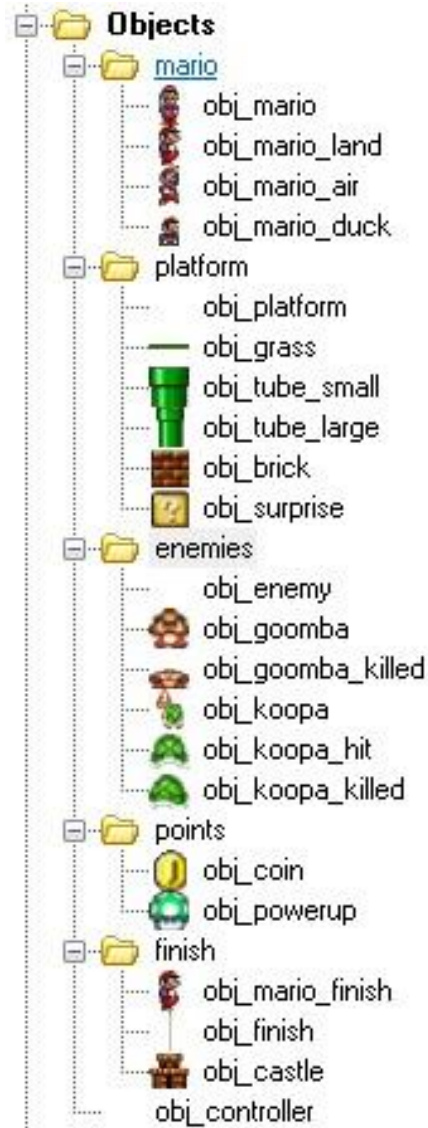 Objects
mario
obj_mario
obj_mario_land
obj_mario_air
obj_mario_duck
platform
obj_platform
obj_grass
obj_tube_small
obj_tube_large
obj_brick
obj_surprise
enemies
obj_enemy
obj_goomba
obj_goomba_killed
obj_koopa
obj_koopa_hit
obj_koopa_killed
points
obj_coin
obj_powerup
finish
obj_mario_finish
obj_finish
obj_castle
obj_controller